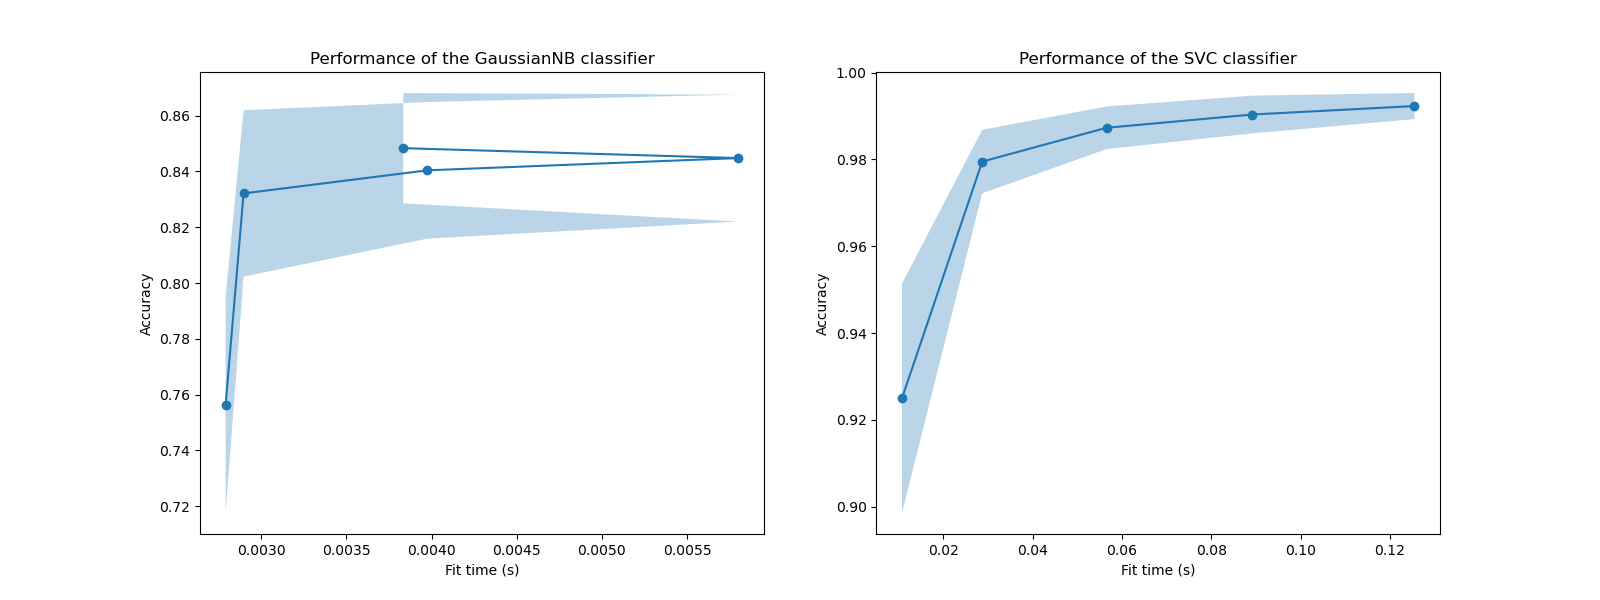 Performance of the GaussianNB classifier
Accuracy
0.86
0.84
0.82
0.80
0.78
0.76
0.74
0.72
0.0030 0.0035 0.0040 0.0045 0.0050 0.0055
Fit time (s)
Performance of the SVC classifier
Accuracy
1.00
0.98
0.96
0.94
0.92
0.90
0.02 0.04 0.06 0.08 0.10 0.12
Fit time (s)